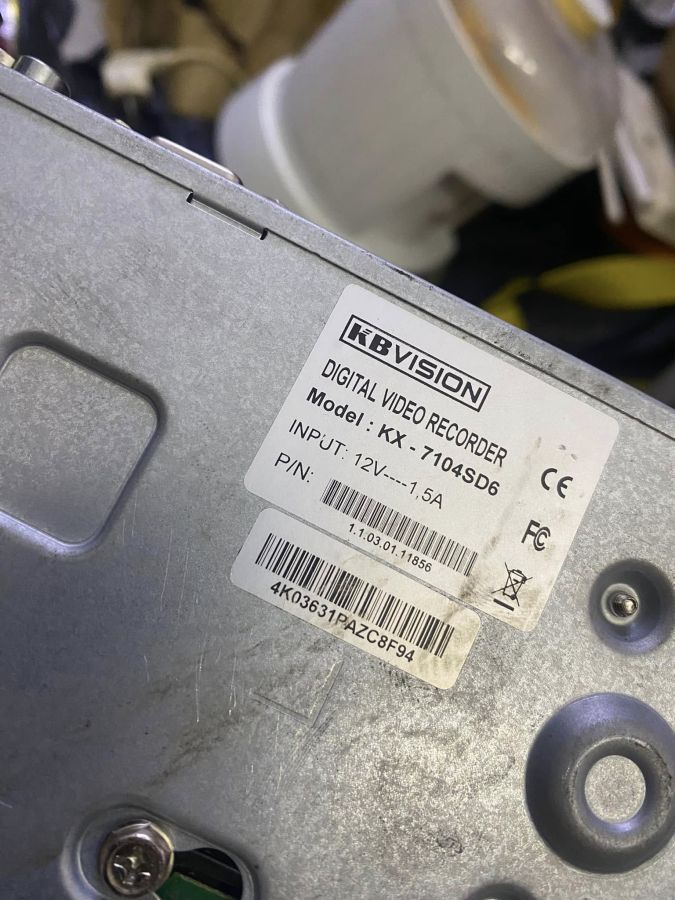 KBVISION
DIGITAL VIDEO RECORDER
Model : KX - 7104SD6
INPUT: 12V----1,5A
P/N:
1.1.03.01.11856
CE
FC
4K03631PAZC8F94